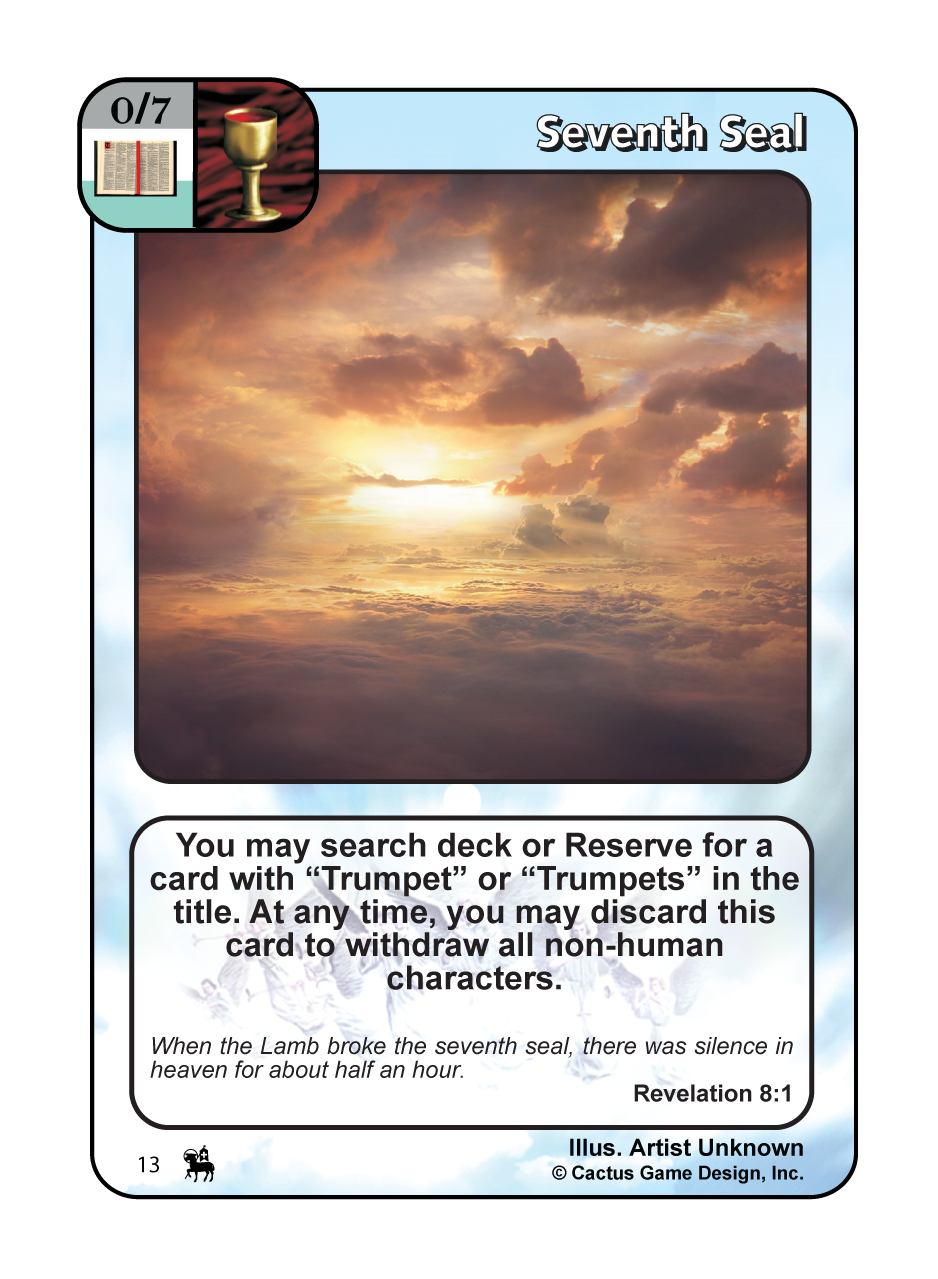 0/7
Seventh Seal
You may search deck or Reserve for a
card with “Trumpet” or “Trumpets” in the
title. At any time, you may discard this
card to withdraw all non-human
characters.
When the Lamb broke the seventh seal, there was silence in
heaven for about half an hour.
Revelation 8:1
13
Illus. Artist Unknown
© Cactus Game Design, Inc.